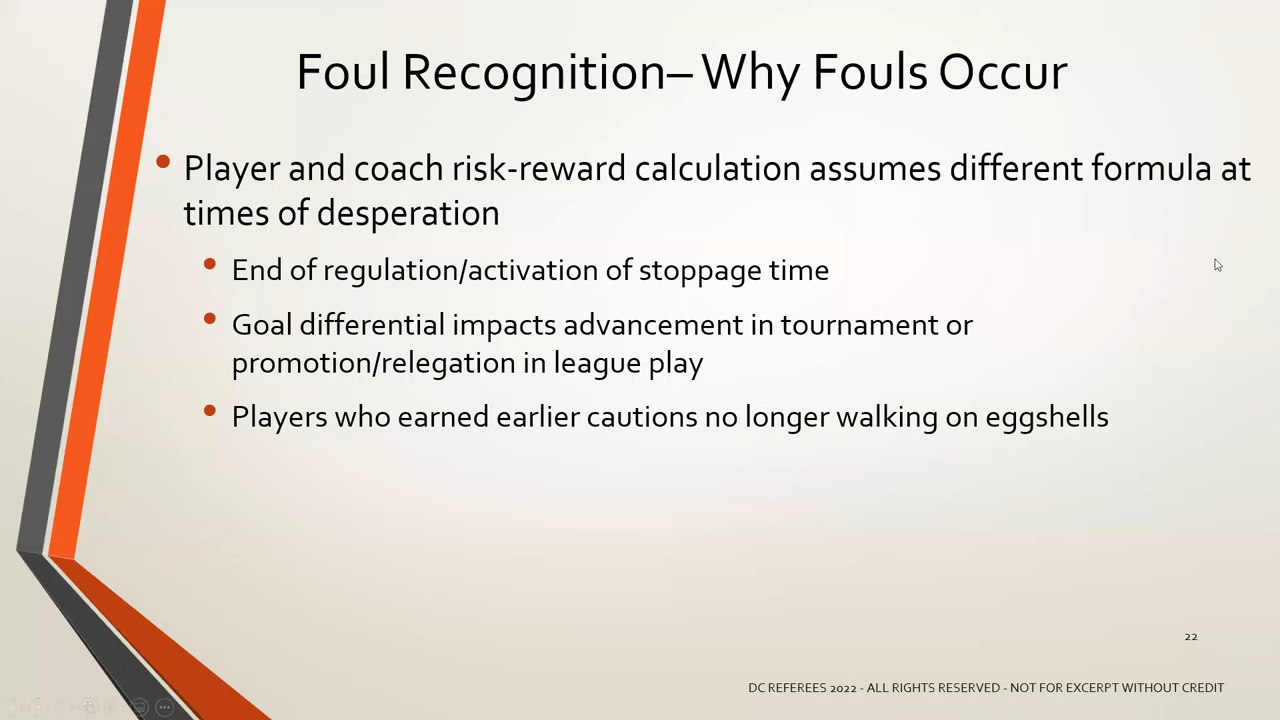 Foul Recognition– Why Fouls Occur
• Player and coach risk-reward calculation assumes different formula at
times of desperation
• End of regulation/activation of stoppage time
• Goal differential impacts advancement in tournament or
promotion/relegation in league play
• Players who earned earlier cautions no longer walking on eggshells
22
DC REFEREES 2022 - ALL RIGHTS RESERVED - NOT FOR EXCERPT WITHOUT CREDIT